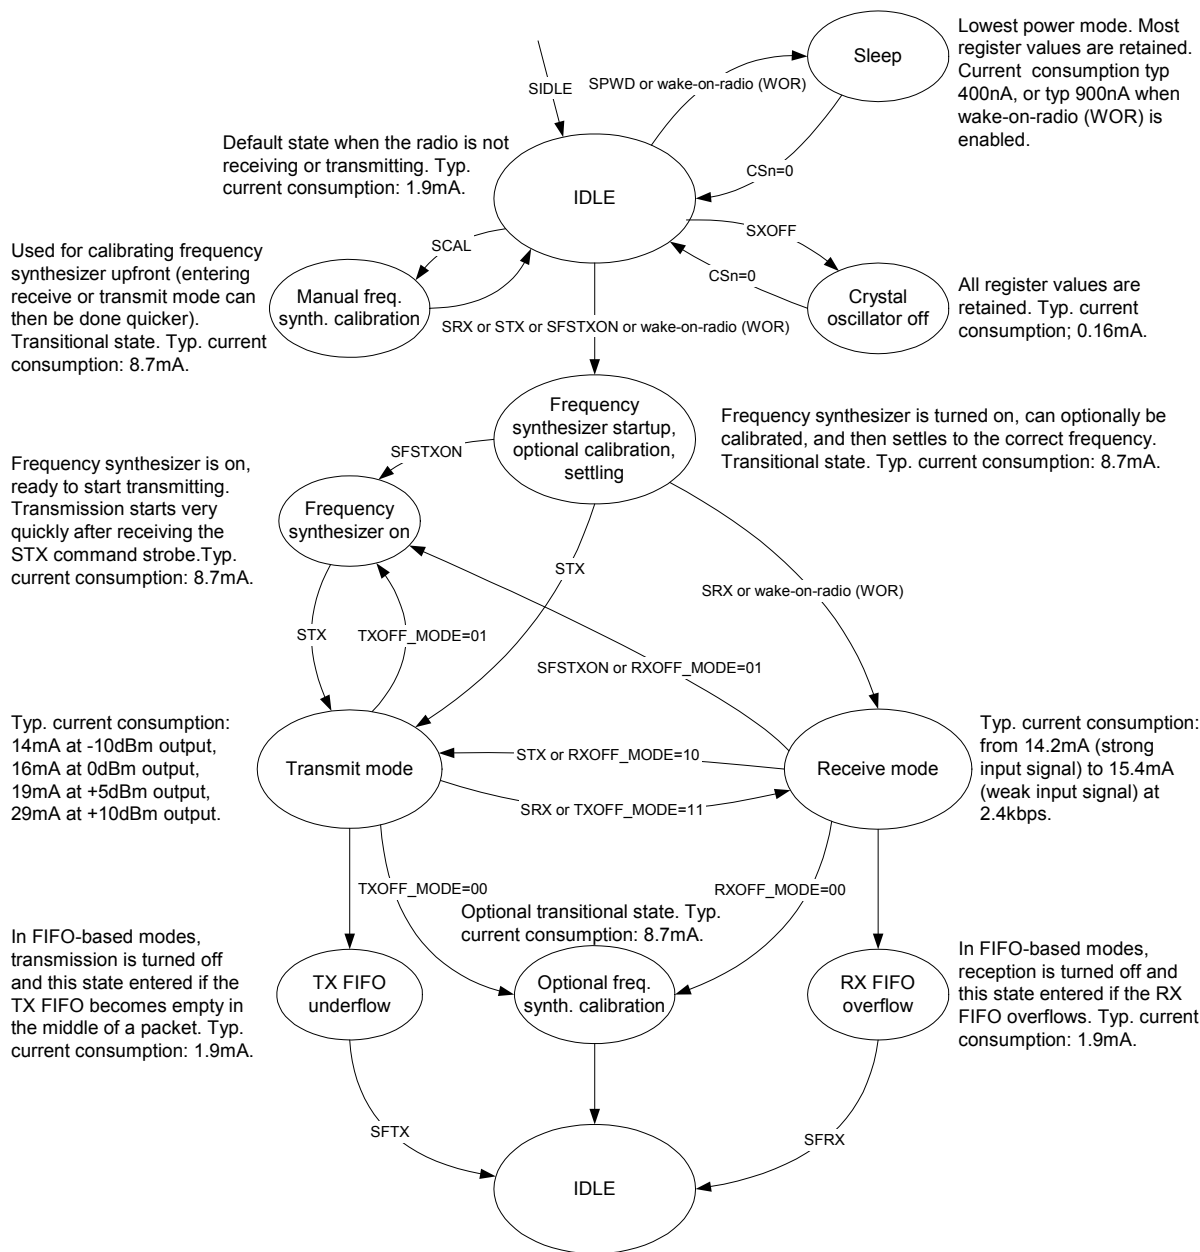 Sleep
Lowest power mode. Most
register values are retained.
Current consumption typ
400nA, or typ 900nA when
wake-on-radio (WOR) is
enabled.
SIDLE
SPWD or wake-on-radio (WOR)
Default state when the radio is not
receiving or transmitting. Typ.
current consumption: 1.9mA.
CSn=0
IDLE
SXOFF
SCAL
CSn=0
Used for calibrating frequency
synthesizer upfront (entering
receive or transmit mode can
then be done quicker).
Transitional state. Typ. current
consumption: 8.7mA.
Manual freq.
synth. calibration
Crystal
oscillator off
All register values are
retained. Typ. current
consumption; 0.16mA.
SRX or STX or SFSTXON or wake-on-radio (WOR)
Frequency
synthesizer startup,
optional calibration,
settling
Frequency synthesizer is turned on, can optionally be
calibrated, and then settles to the correct frequency.
Transitional state. Typ. current consumption: 8.7mA.
SFSTXON
Frequency synthesizer is on,
ready to start transmitting.
Transmission starts very
quickly after receiving the
STX command strobe.Typ.
current consumption: 8.7mA.
Frequency
synthesizer on
STX
SRX or wake-on-radio (WOR)
STX
TXOFF_MODE=01
SFSTXON or RXOFF_MODE=01
Typ. current consumption:
14mA at -10dBm output,
16mA at 0dBm output,
19mA at +5dBm output,
29mA at +10dBm output.
Transmit mode
STX or RXOFF_MODE=10
SRX or TXOFF_MODE=11
Receive mode
Typ. current consumption:
from 14.2mA (strong
input signal) to 15.4mA
(weak input signal) at
2.4kbps.
TXOFF_MODE=00
RXOFF_MODE=00
Optional transitional state. Typ.
current consumption: 8.7mA.
In FIFO-based modes,
transmission is turned off
and this state entered if the
TX FIFO becomes empty in
the middle of a packet. Typ.
current consumption: 1.9mA.
TX FIFO
underflow
Optional freq.
synth. calibration
RX FIFO
overflow
In FIFO-based modes,
reception is turned off and
this state entered if the RX
FIFO overflows. Typ. current
consumption: 1.9mA.
SFTX
SFRX
IDLE